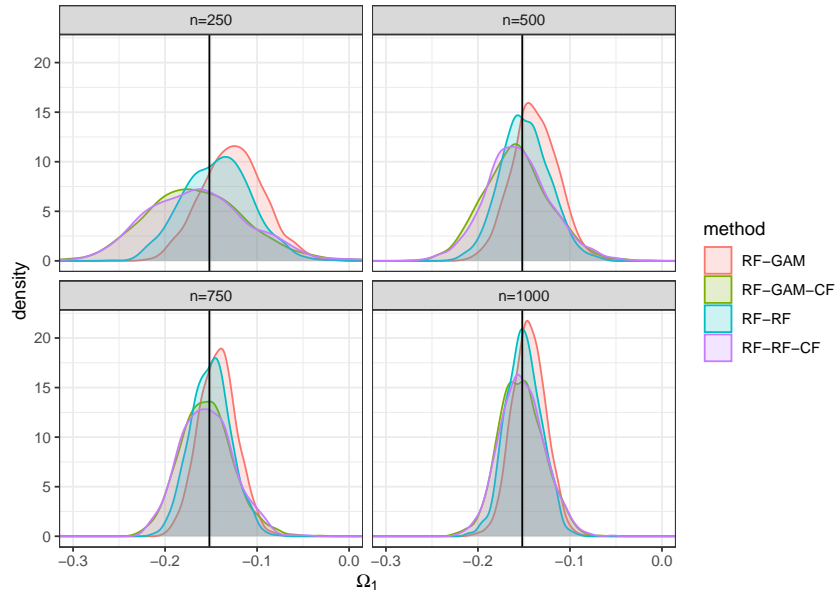 n=250
n=500
20
15
10
5
0
n=750
n=1000
20
15
10
5
0
density
−0.3
−0.2
−0.1
0.0
−0.3
−0.2
−0.1
0.0
Ω1
method
RF−GAM
RF−GAM−CF
RF−RF
RF−RF−CF